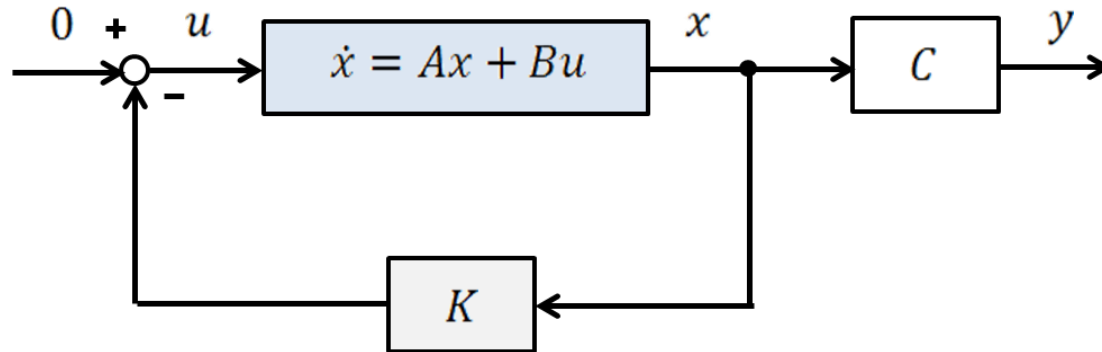 0 + u ẋ = Ax + Bu x C y
-
K